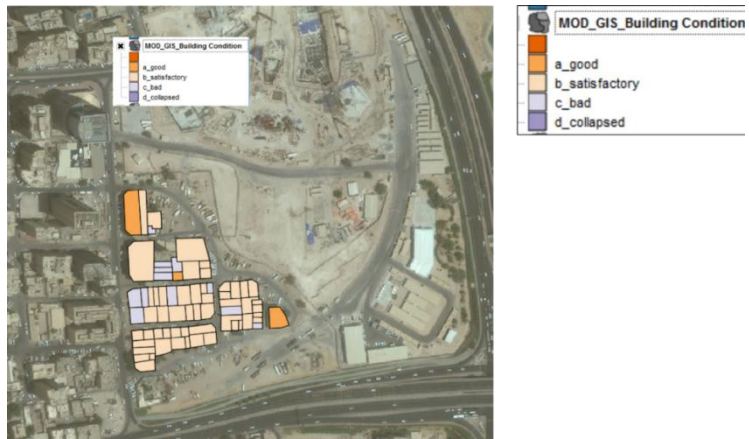 MOD_GIS_Building Condition
a_good
b_satisfactory
c_bad
d_collapsed
MOD_GIS_Building Condition
a_good
b_satisfactory
c_bad
d_collapsed